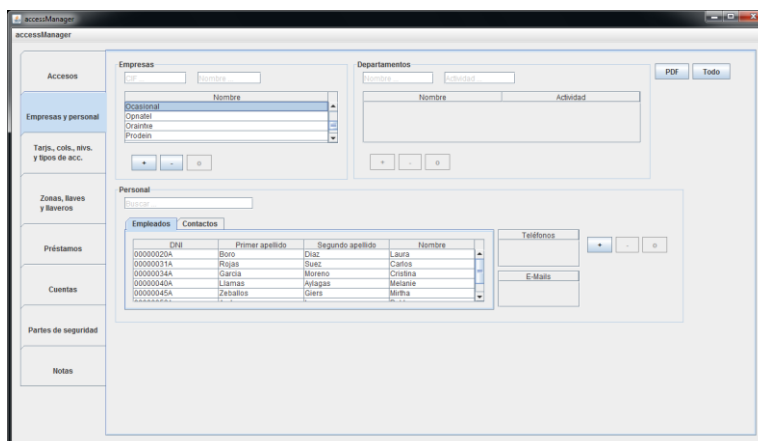 accessManager
accessManager
Accesos
Empresas y personal
Tarjs., cols., nivs.
y tipos de acc.
Zonas, llaves
y llaveros
Préstamos
Cuentas
Partes de seguridad
Notas
Empresas
CIF ...
Nombre ...
Nombre
Ocasional
Opnatel
Orainfxe
Prodein
+ - o
Departamentos
Nombre ...
Actividad ...
Nombre Actividad
+ - o
PDF Todo
Personal
Buscar ...
Empleados Contactos
DNI Primer apellido Segundo apellido Nombre
00000020A Boro Díaz Laura
00000031A Rojas Suez Carlos
00000034A Garcia Moreno Cristina
00000040A Llamas Aylagas Melanie
00000045A Zeballos Giers Mirtha
Teléfonos
E-Mails
+ - o